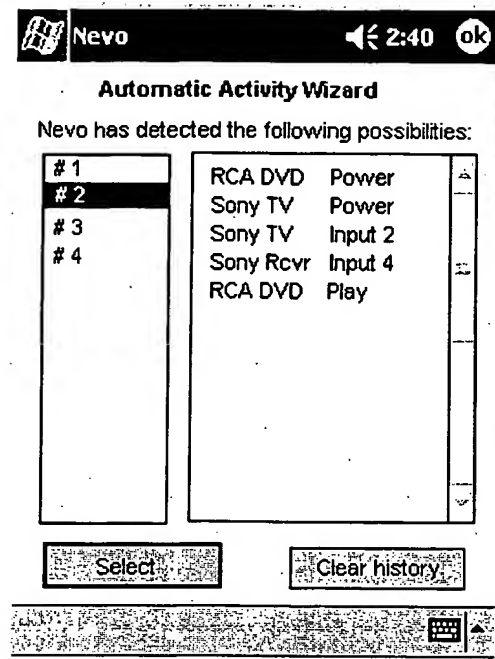 Nevo 2:40 ok
Automatic Activity Wizard
Nevo has detected the following possibilities:
# 1
# 2
# 3
# 4
RCA DVD Power
Sony TV Power
Sony TV Input 2
Sony Rcvr Input 4
RCA DVD Play
Select
Clear history